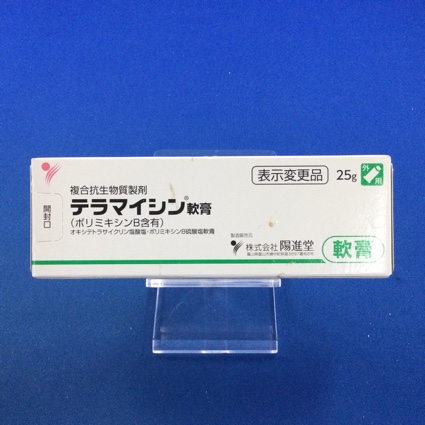 開封口
複合抗生物質製剤
テラマイシン®軟膏
(ポリミキシンB含有)
オキシテトラサイクリン塩酸塩・ポリミキシンB硫酸塩軟膏
表示変更品
25g
外用
製造販売元
株式会社 陽進堂
軟膏